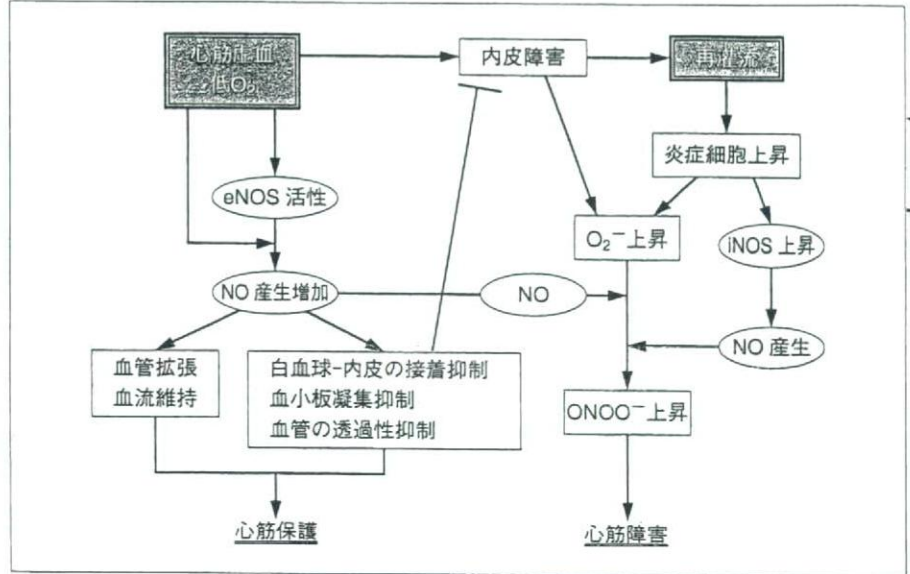 心筋虚血
低O₂
内皮障害
再灌流
炎症細胞上昇
eNOS 活性
O₂⁻上昇
iNOS 上昇
NO 産生増加
NO
NO 産生
血管拡張
血流維持
白血球-内皮の接着抑制
血小板凝集抑制
血管の透過性抑制
ONOO⁻上昇
心筋保護
心筋障害